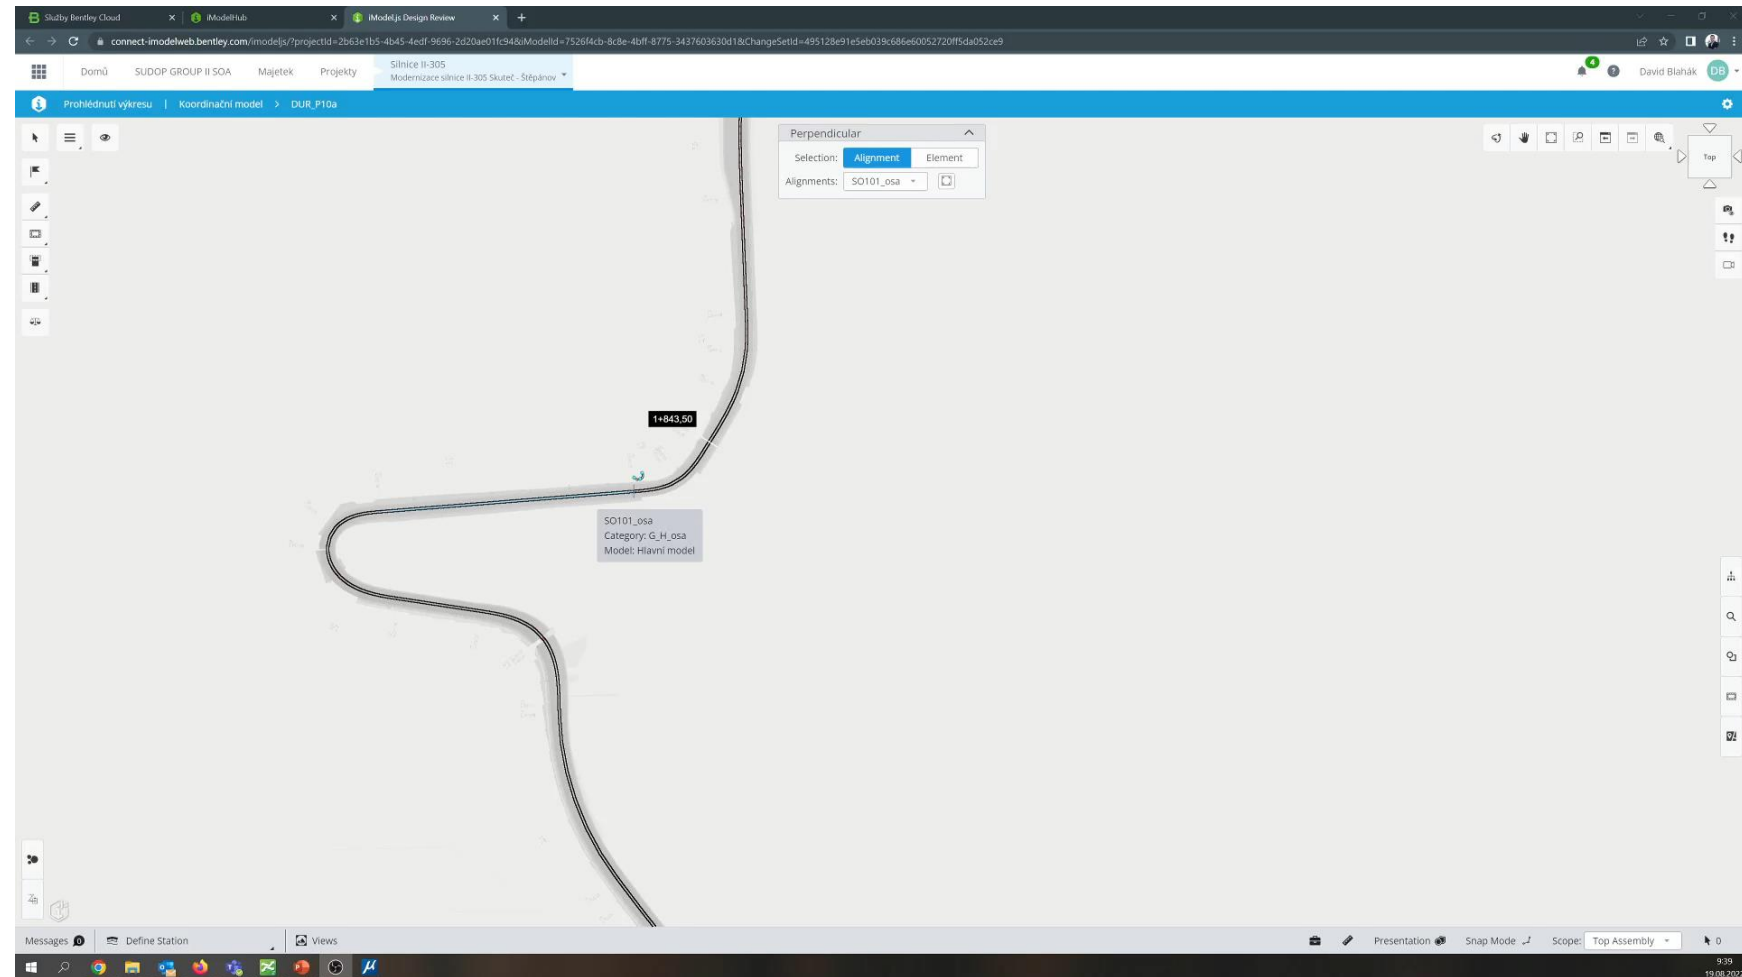 Služby Bentley Cloud
iModelHub
iModel.js Design Review
connect-imodelweb.bentley.com/imodeljs/?projectId=2b63e1b5-4b45-4edf-9696-2d20ae01fc94&iModelId=7526f4cb-8c8e-4bff-8775-3437603630d1&ChangeSetId=495128e91e5eb039c686e60052720ff5da052ce9
Domů
SUDOP GROUP II SOA
Majetek
Projekty
Silnice II-305
Modernizace silnice II-305 Skuteč - Štěpánov
4
David Blahák
DB
Prohlédnutí výkresu | Koordinační model > DUR_P10a
Perpendicular
Selection: Alignment Element
Alignments: SO101_osa
Top
1+843,50
SO101_osa
Category: G_H_osa
Model: Hlavní model
Messages 0
Define Station
Views
Presentation
Snap Mode
Scope: Top Assembly
0
9:39